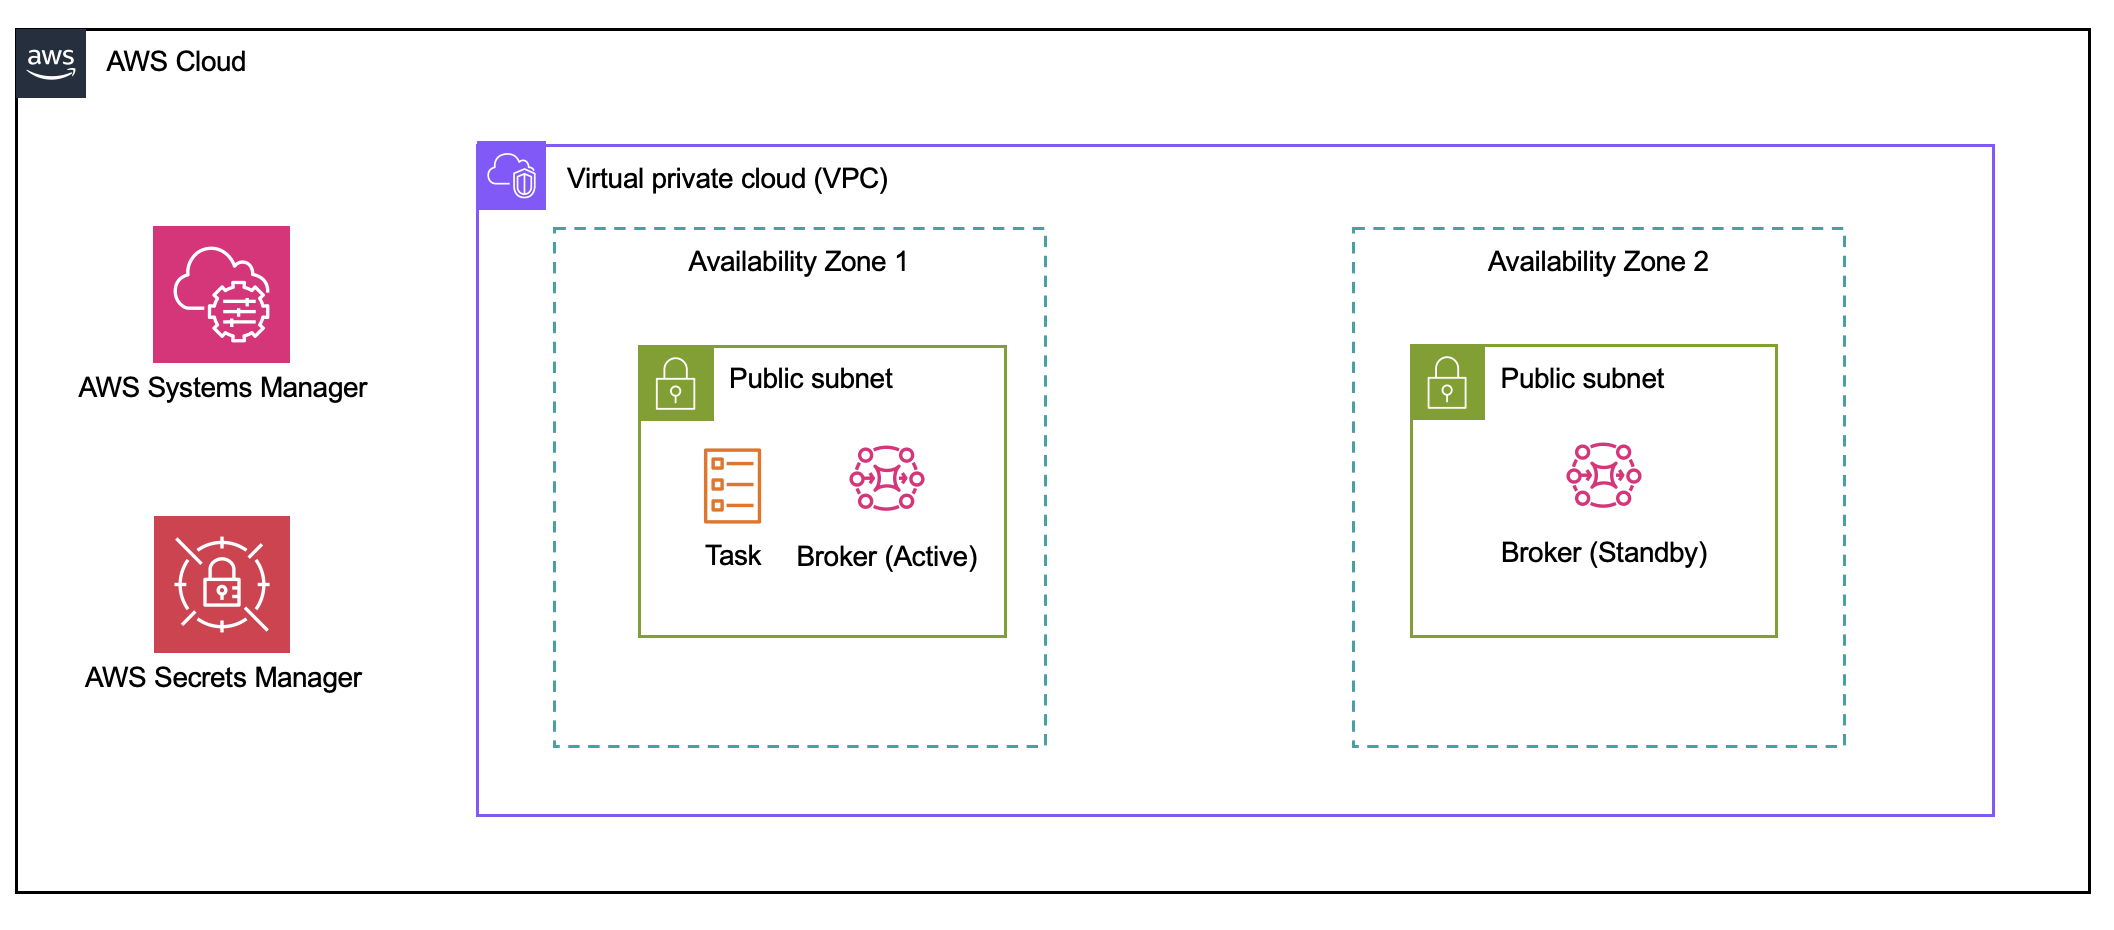 aws
AWS Cloud
Virtual private cloud (VPC)
Availability Zone 1
Availability Zone 2
Public subnet
Public subnet
AWS Systems Manager
Task
Broker (Active)
Broker (Standby)
AWS Secrets Manager